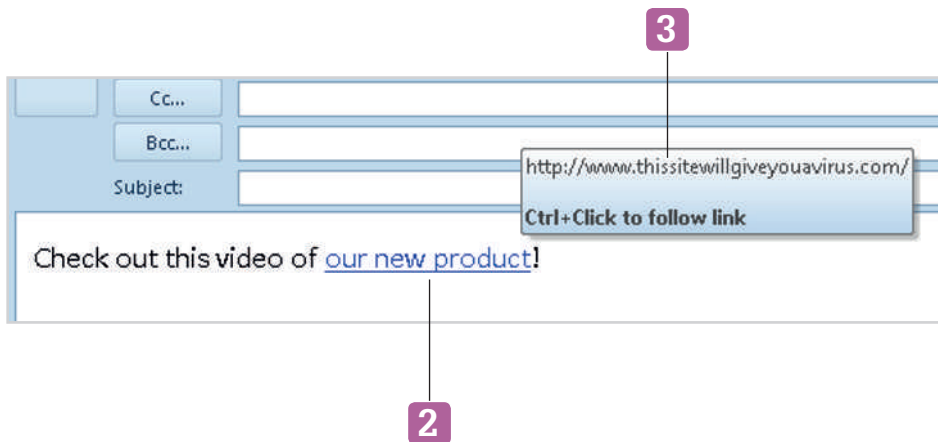 3
Cc...
Bcc...
Subject:
http://www.thissitewillgiveyouavirus.com/
Ctrl+Click to follow link
Check out this video of our new product!
2